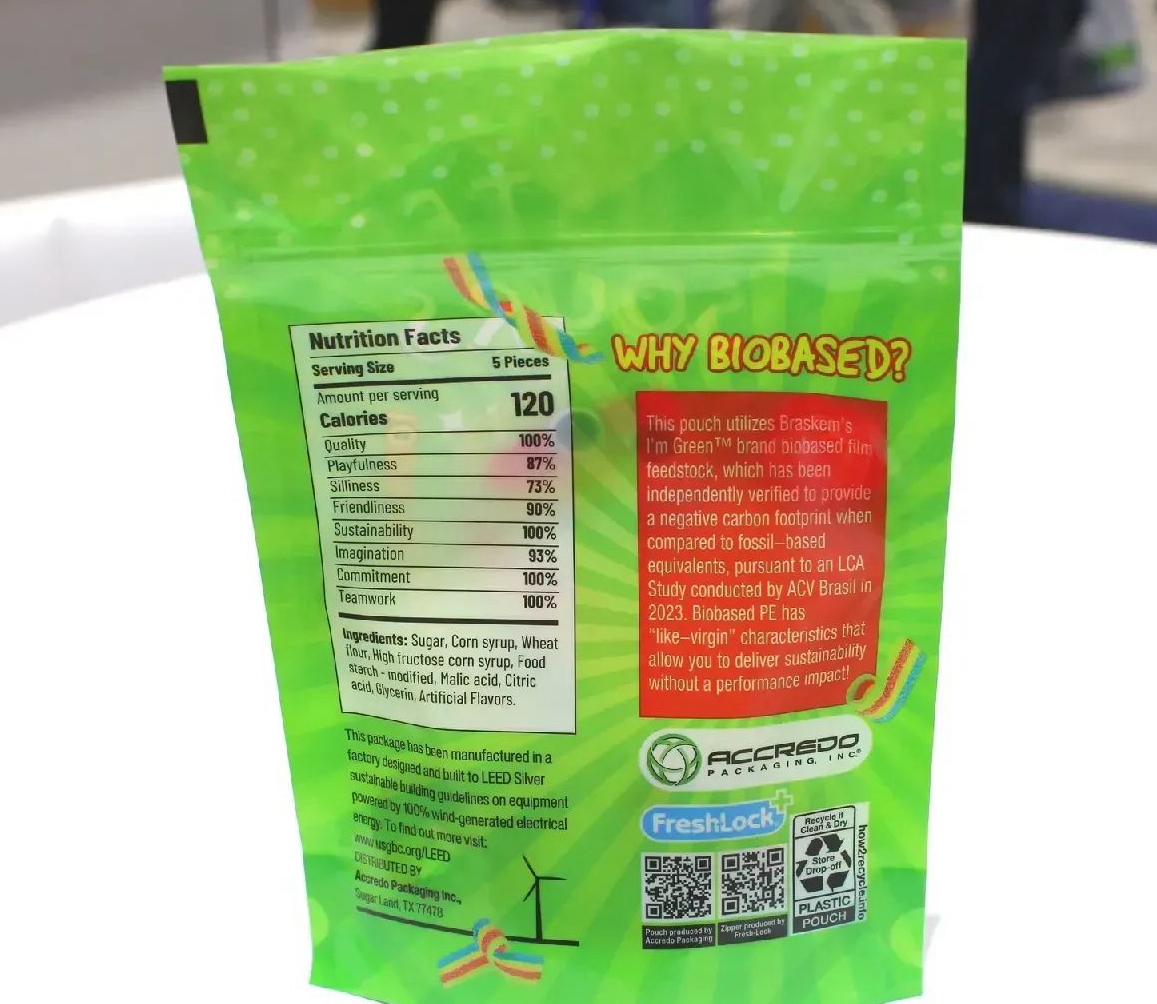 Nutrition Facts
Serving Size 5 Pieces
Amount per serving
Calories 120
Quality 100%
Playfulness 87%
Silliness 73%
Friendliness 90%
Sustainability 100%
Imagination 93%
Commitment 100%
Teamwork 100%
Ingredients: Sugar, Corn syrup, Wheat
flour, High fructose corn syrup, Food
starch - modified, Malic acid, Citric
acid, Glycerin, Artificial Flavors.
This package has been manufactured in a
factory designed and built to LEED Silver
sustainable building guidelines on equipment
powered by 100% wind-generated electrical
energy. To find out more visit:
www.usgbc.org/LEED
DISTRIBUTED BY
Accredo Packaging Inc.,
Sugar Land, TX 77478
WHY BIOBASED?
This pouch utilizes Braskem's
I'm Green™ brand biobased film
feedstock, which has been
independently verified to provide
a negative carbon footprint when
compared to fossil-based
equivalents, pursuant to an LCA
Study conducted by ACV Brasil in
2023. Biobased PE has
"like-virgin" characteristics that
allow you to deliver sustainability
without a performance impact!
ACCREDO
PACKAGING, INC®
FRESH-LOCK
Pouch produced by
Accredo Packaging
Zipper produced by
Fresh-Lock
Recycle if
Clean & Dry
Store
Drop-off
PLASTIC
POUCH
how2recycle.info